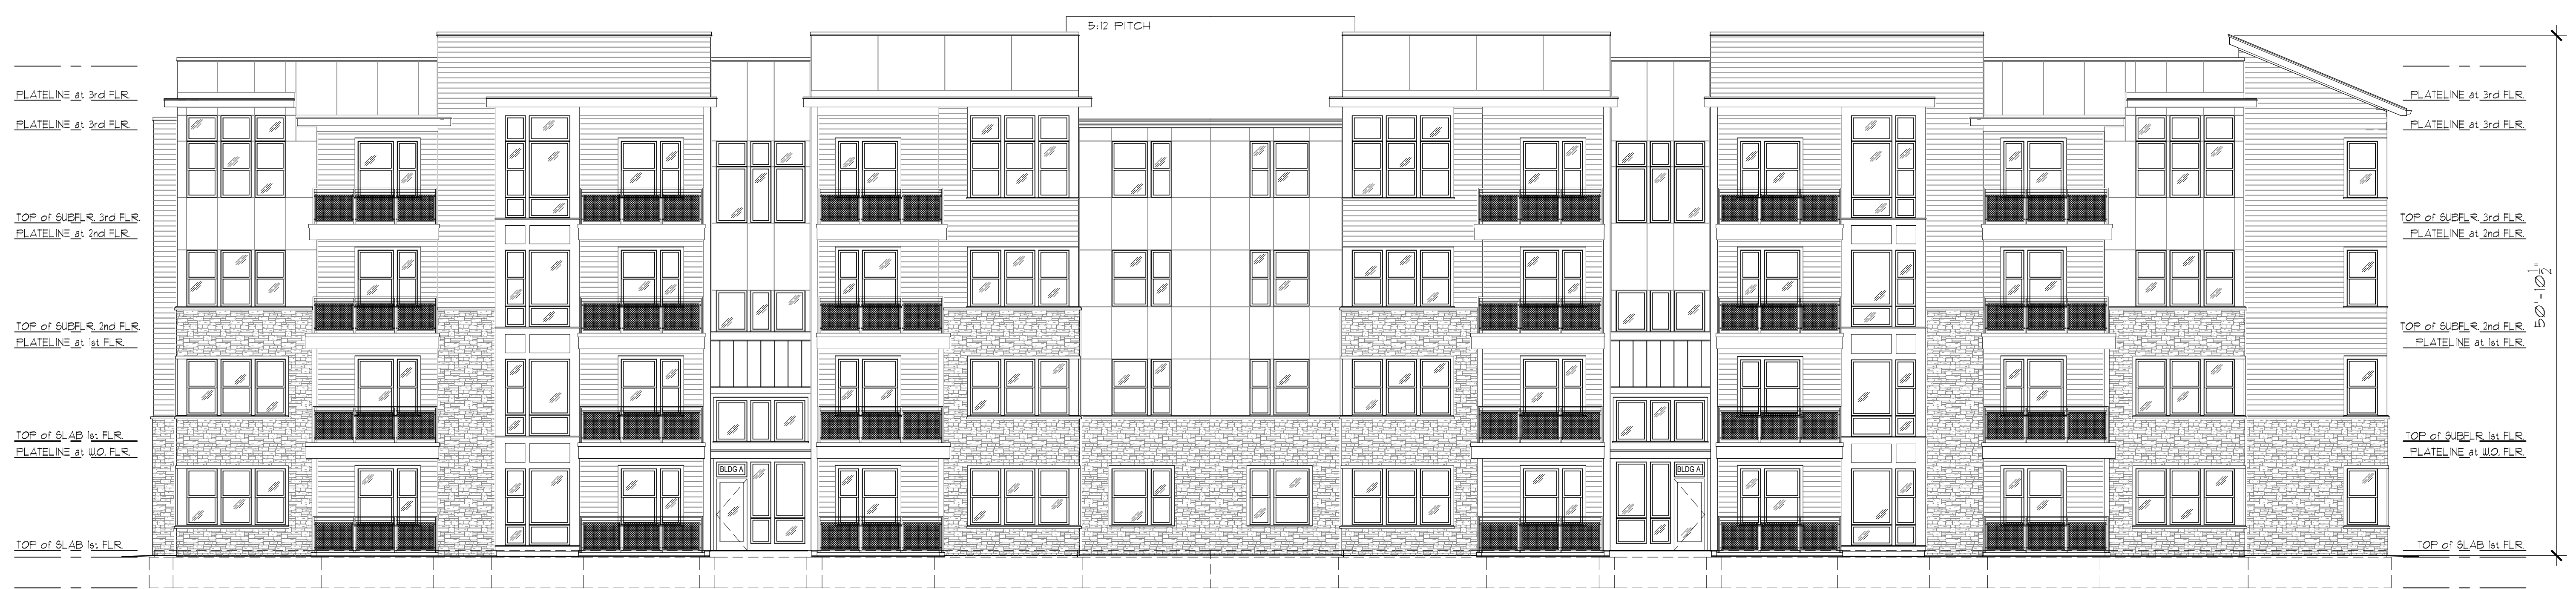 5:12 PITCH
PLATELINE at 3rd FLR.
PLATELINE at 3rd FLR.
TOP of SUBFLR. 3rd FLR.
PLATELINE at 2nd FLR.
TOP of SUBFLR. 2nd FLR.
PLATELINE at 1st FLR.
TOP of SLAB 1st FLR.
PLATELINE at W.O. FLR.
TOP of SLAB 1st FLR.
BLDG A
BLDG A
PLATELINE at 3rd FLR.
PLATELINE at 3rd FLR.
TOP of SUBFLR. 3rd FLR.
PLATELINE at 2nd FLR.
TOP of SUBFLR. 2nd FLR.
PLATELINE at 1st FLR.
TOP of SUBFLR. 1st FLR.
PLATELINE at W.O. FLR.
TOP of SLAB 1st FLR.
50'-10 1/2"